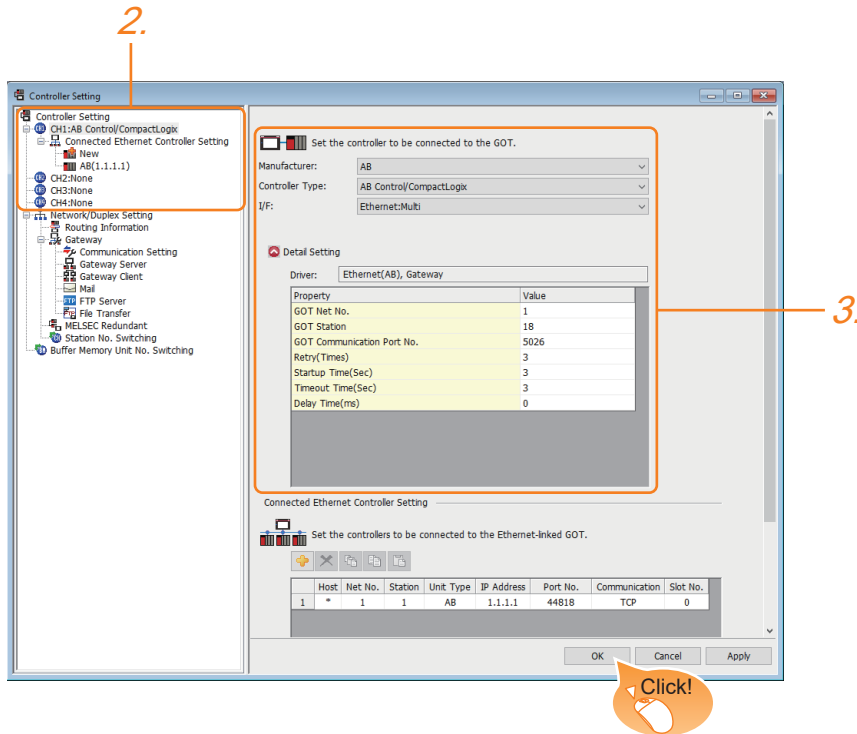 2.
Controller Setting
Controller Setting
CH1:AB Control/CompactLogix
Connected Ethernet Controller Setting
New
AB(1.1.1.1)
CH2:None
CH3:None
CH4:None
Network/Duplex Setting
Routing Information
Gateway
Communication Setting
Gateway Server
Gateway Client
Mail
FTP Server
File Transfer
MELSEC Redundant
Station No. Switching
Buffer Memory Unit No. Switching
Set the controller to be connected to the GOT.
Manufacturer: AB
Controller Type: AB Control/CompactLogix
I/F: Ethernet:Multi
Detail Setting
Driver: Ethernet(AB), Gateway
Property Value
GOT Net No. 1
GOT Station 18
GOT Communication Port No. 5026
Retry(Times) 3
Startup Time(Sec) 3
Timeout Time(Sec) 3
Delay Time(ms) 0
3.
Connected Ethernet Controller Setting
Set the controllers to be connected to the Ethernet-linked GOT.
Host Net No. Station Unit Type IP Address Port No. Communication Slot No.
1 * 1 1 AB 1.1.1.1 44818 TCP 0
OK Cancel Apply
Click!